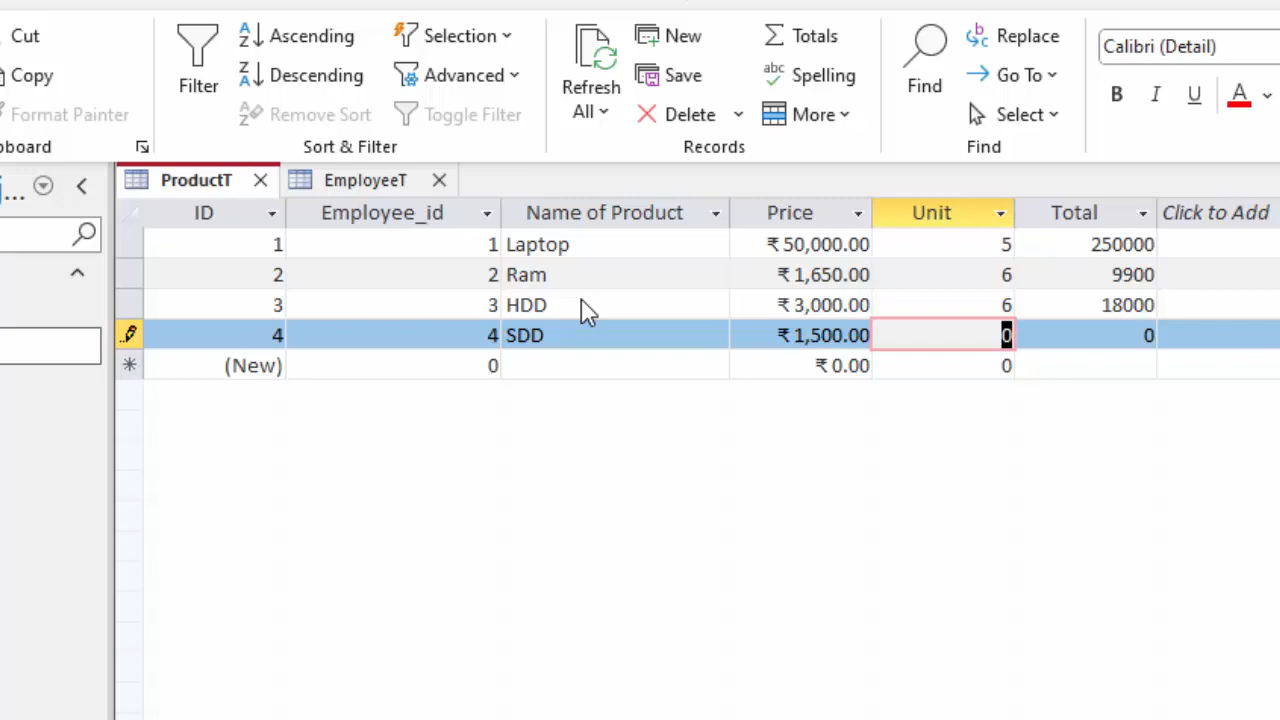 Cut
Copy
Format Painter
board
Filter
Ascending
Descending
Remove Sort
Selection
Advanced
Toggle Filter
Sort & Filter
Refresh
All
New
Save
Delete
Totals
abc Spelling
More
Records
Find
Replace
Go To
Select
Find
Calibri (Detail)
B I U A
ProductT EmployeeT
ID Employee_id Name of Product Price Unit Total Click to Add
1 1 Laptop ₹ 50,000.00 5 250000
2 2 Ram ₹ 1,650.00 6 9900
3 3 HDD ₹ 3,000.00 6 18000
4 4 SDD ₹ 1,500.00 0 0
(New) 0 ₹ 0.00 0